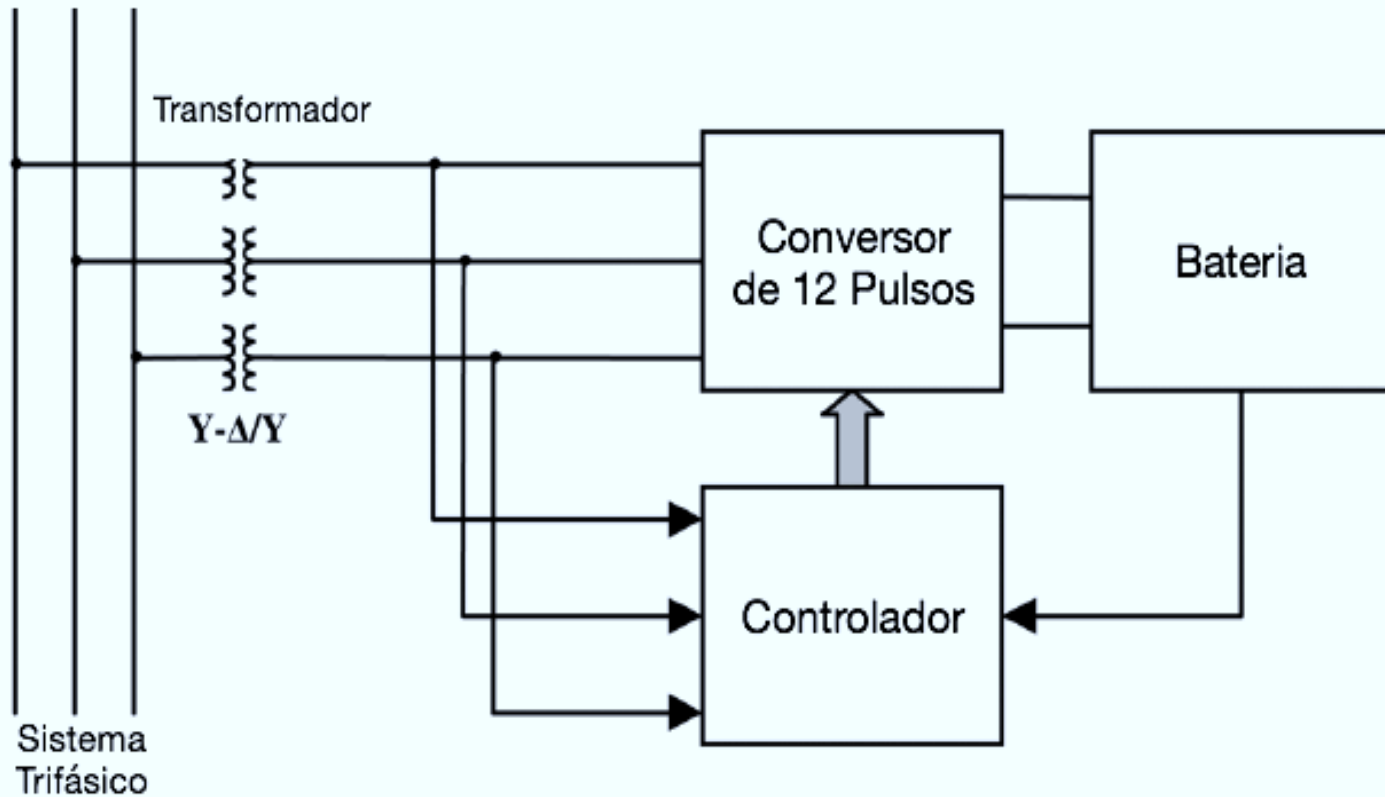 Transformador
Conversor
de 12 Pulsos
Bateria
Y-Δ/Y
Controlador
Sistema
Trifásico